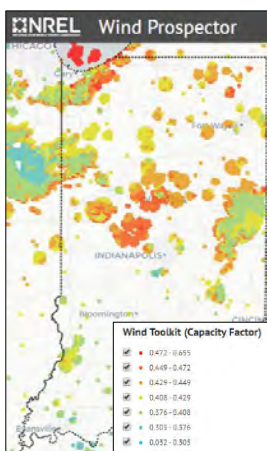 NREL Wind Prospector
CHICAGO
Gary
Fort Wayne
INDIANAPOLIS
Bloomington
CINCIN
Evansville
Wind Toolkit (Capacity Factor)
0.472 - 0.655
0.449 - 0.472
0.429 - 0.449
0.408 - 0.429
0.376 - 0.408
0.303 - 0.376
0.032 - 0.303